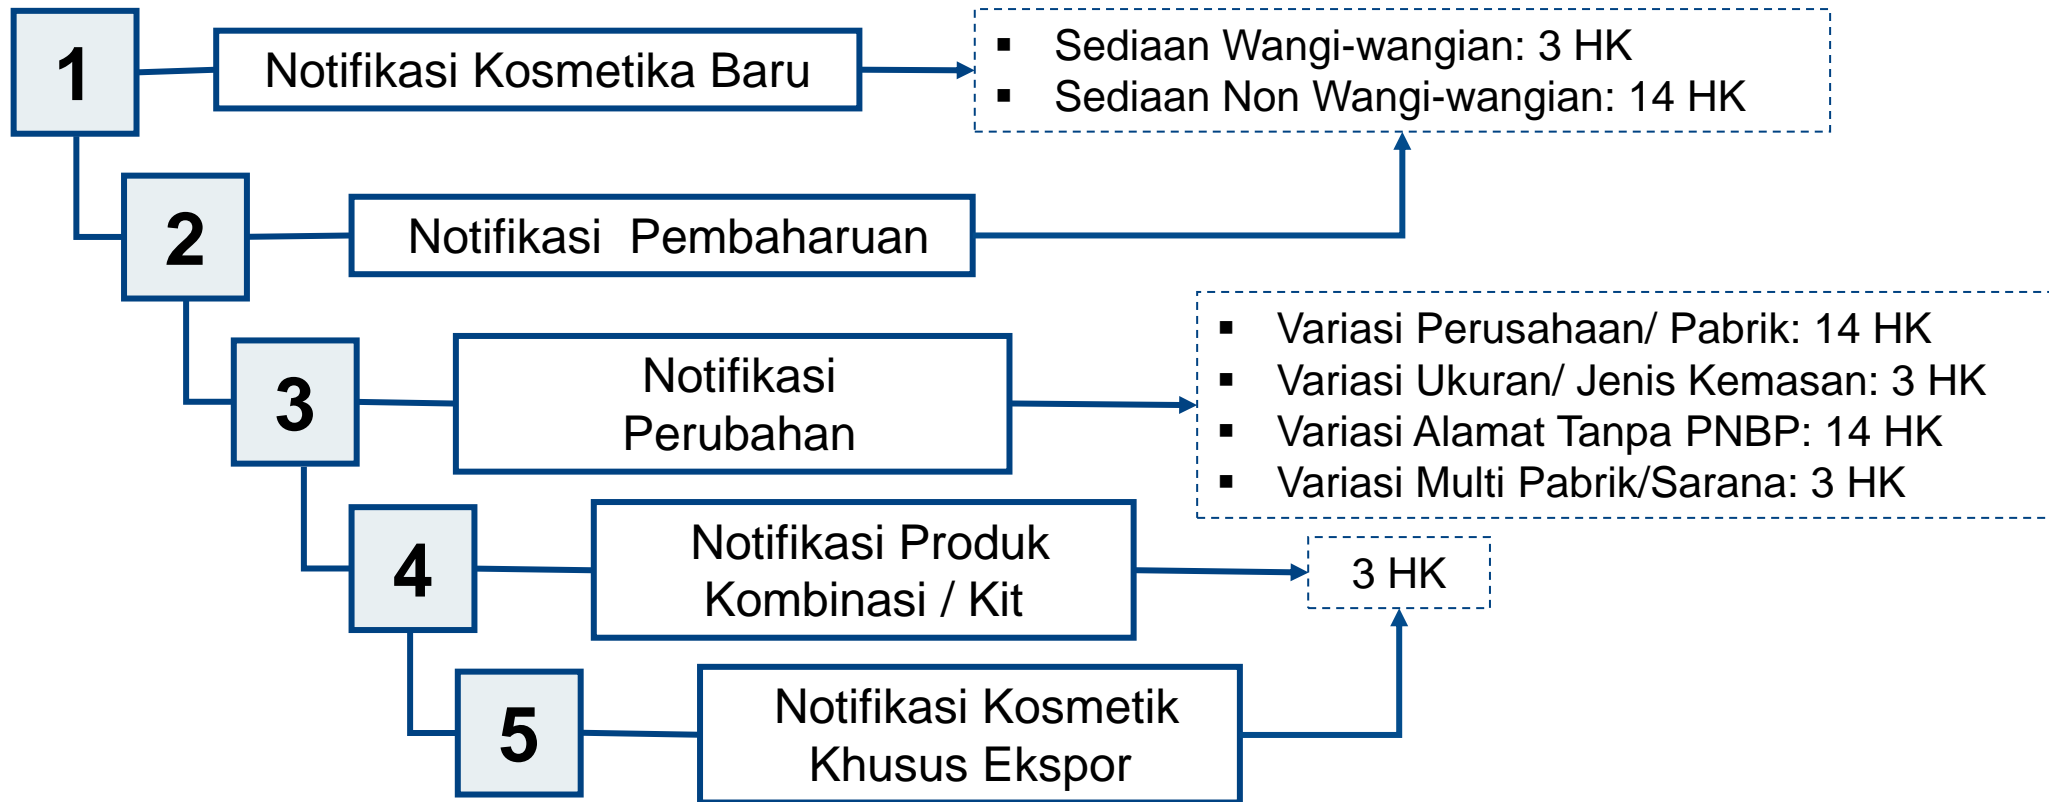 1
Notifikasi Kosmetika Baru
▪ Sediaan Wangi-wangian: 3 HK
▪ Sediaan Non Wangi-wangian: 14 HK
2
Notifikasi Pembaharuan
3
Notifikasi
Perubahan
▪ Variasi Perusahaan/ Pabrik: 14 HK
▪ Variasi Ukuran/ Jenis Kemasan: 3 HK
▪ Variasi Alamat Tanpa PNBP: 14 HK
▪ Variasi Multi Pabrik/Sarana: 3 HK
4
Notifikasi Produk
Kombinasi / Kit
3 HK
5
Notifikasi Kosmetik
Khusus Ekspor